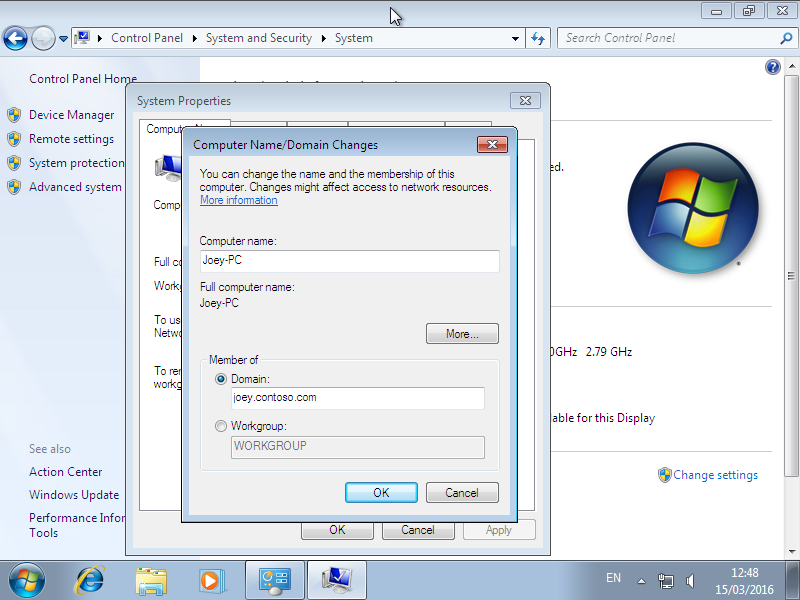 Control Panel System and Security System
Search Control Panel
Control Panel Home
Device Manager
Remote settings
System protection
Advanced system
See also
Action Center
Windows Update
Performance Infor
Tools
System Properties
Comput
Comp
Full co
Work
To us
Netwo
To re
workg
OK Cancel Apply
Computer Name/Domain Changes
You can change the name and the membership of this
computer. Changes might affect access to network resources.
More information
Computer name:
Joey-PC
Full computer name:
Joey-PC
More...
Member of
Domain:
joey.contoso.com
Workgroup:
WORKGROUP
OK Cancel
ed.
0GHz 2.79 GHz
able for this Display
Change settings
EN
12:48
15/03/2016